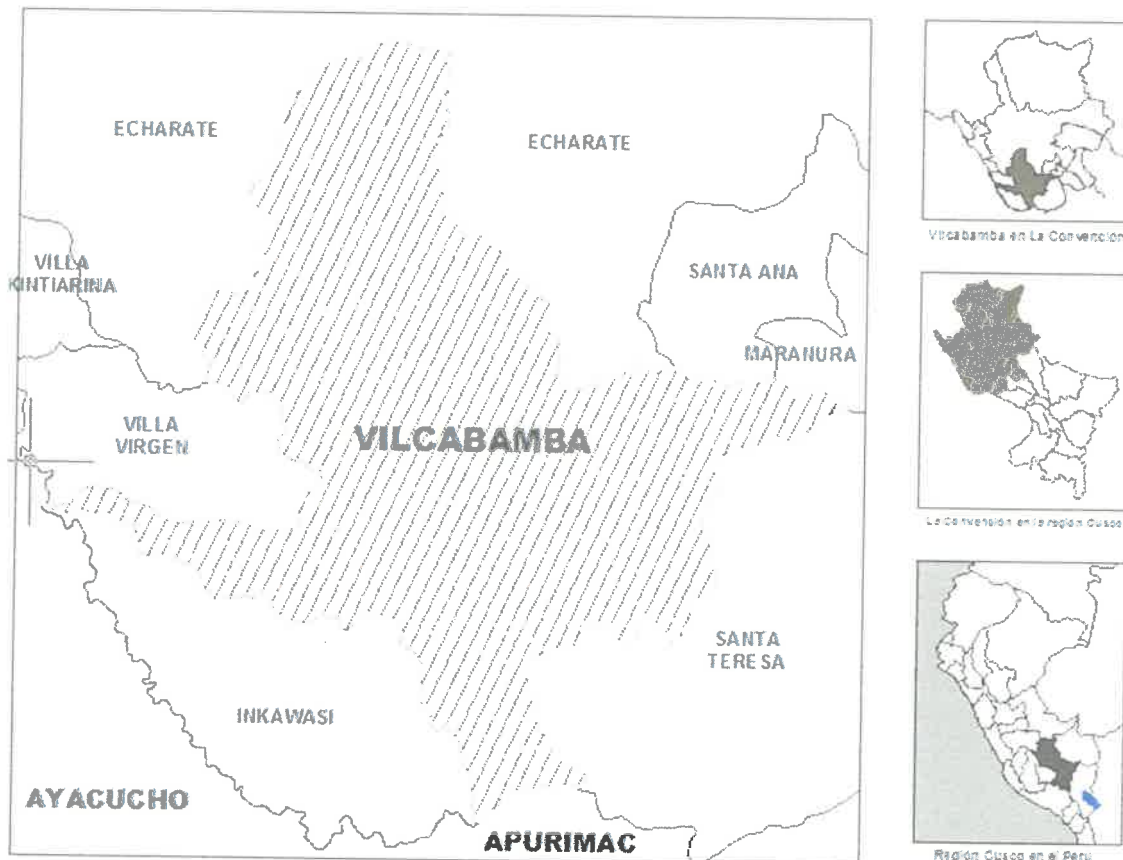 ECHARATE
ECHARATE
VILLA
KINTIARINA
SANTA ANA
MARANURA
VILLA
VIRGEN
VILCABAMBA
SANTA
TERESA
INKAWASI
AYACUCHO
APURIMAC
Vilcabamba en La Convención
La Convención en la región Cusco
Región Cusco en el Perú